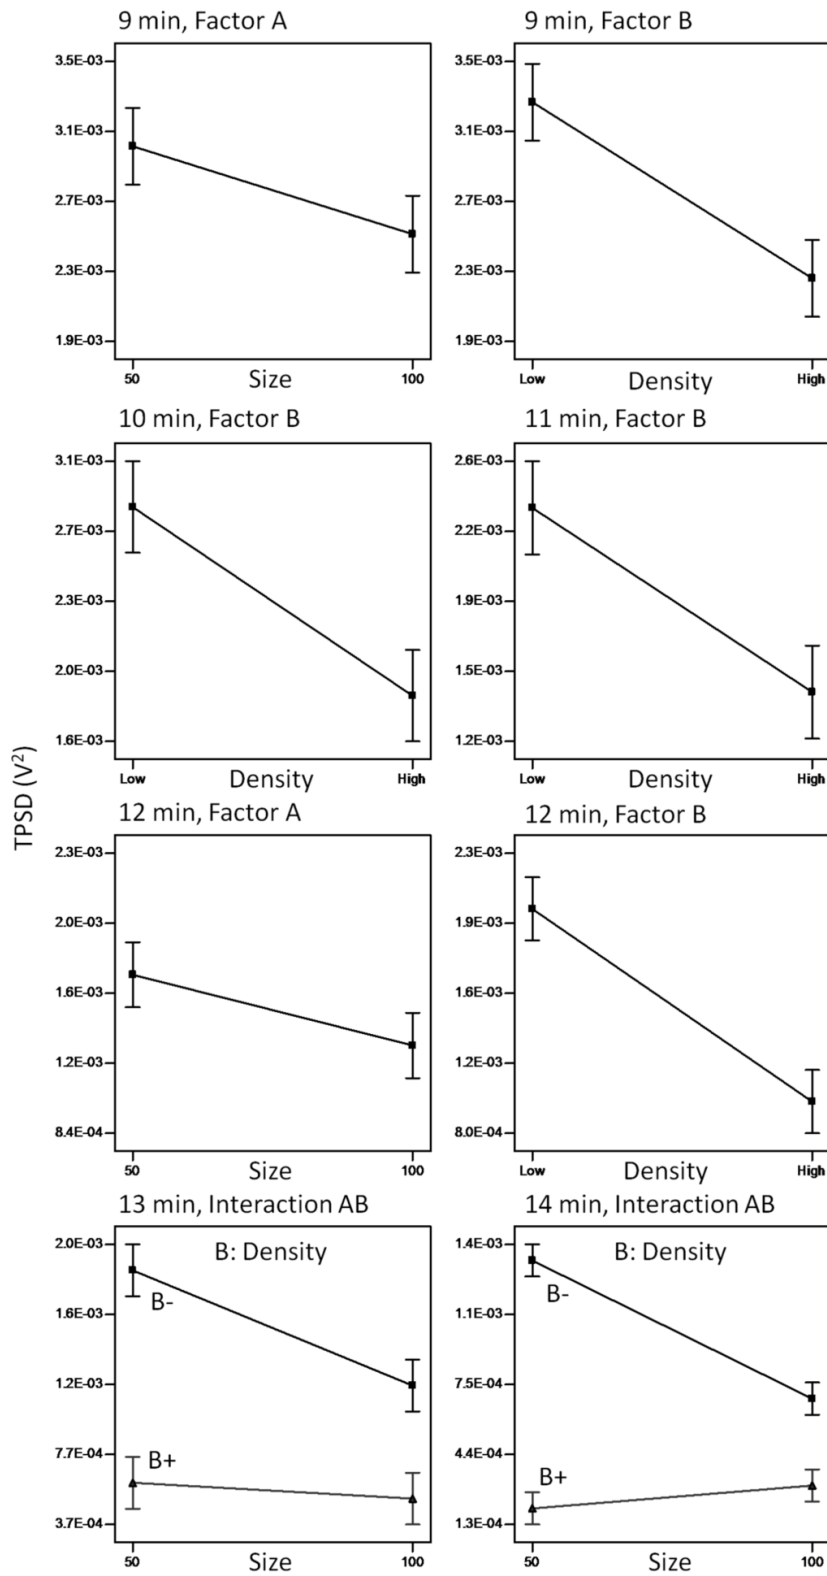 9 min, Factor A
3.5E-03
3.1E-03
2.7E-03
2.3E-03
1.9E-03
50
Size
100
9 min, Factor B
3.5E-03
3.1E-03
2.7E-03
2.3E-03
1.9E-03
Low
Density
High
10 min, Factor B
3.1E-03
2.7E-03
2.3E-03
2.0E-03
1.6E-03
Low
Density
High
11 min, Factor B
2.6E-03
2.2E-03
1.9E-03
1.5E-03
1.2E-03
Low
Density
High
TPSD (V²)
12 min, Factor A
2.3E-03
2.0E-03
1.6E-03
1.2E-03
8.4E-04
50
Size
100
12 min, Factor B
2.3E-03
1.9E-03
1.6E-03
1.2E-03
8.0E-04
Low
Density
High
13 min, Interaction AB
B: Density
2.0E-03
1.6E-03
1.2E-03
7.7E-04
3.7E-04
B-
B+
50
Size
100
14 min, Interaction AB
B: Density
1.4E-03
1.1E-03
7.5E-04
4.4E-04
1.3E-04
B-
B+
50
Size
100